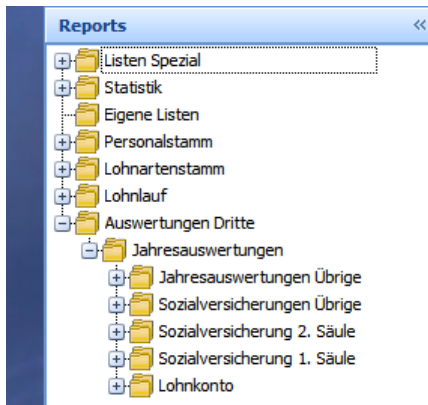 Reports
Listen Spezial
Statistik
Eigene Listen
Personalstamm
Lohnartenstamm
Lohnlauf
Auswertungen Dritte
Jahresauswertungen
Jahresauswertungen Übrige
Sozialversicherungen Übrige
Sozialversicherung 2. Säule
Sozialversicherung 1. Säule
Lohnkonto